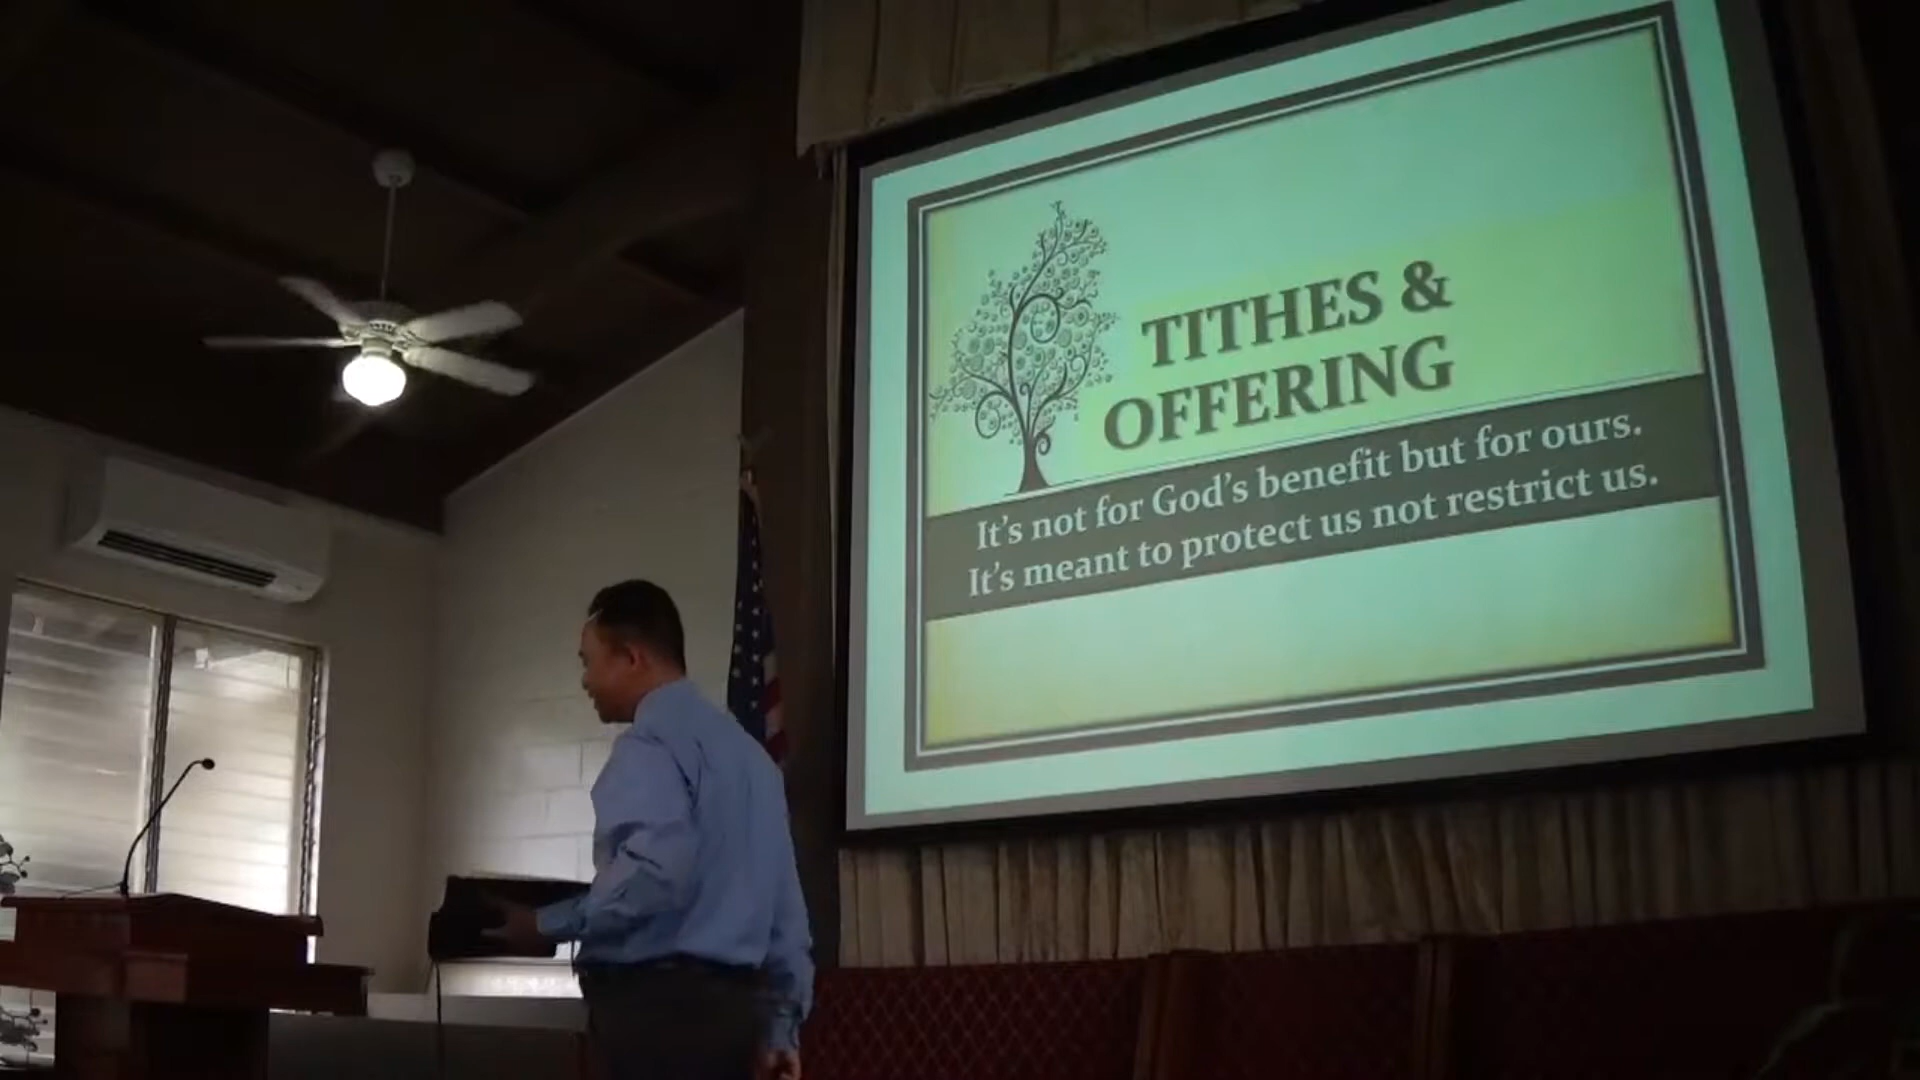 TITHES &
OFFERING
It's not for God's benefit but for ours.
It's meant to protect us not restrict us.